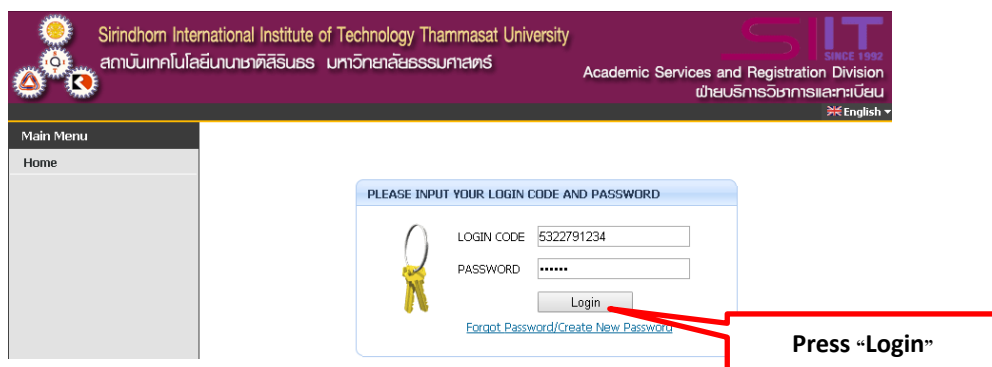 Sirindhorn International Institute of Technology Thammasat University
สถาบันเทคโนโลยีนานาชาติสิรินธร มหาวิทยาลัยธรรมศาสตร์
SIIT
SINCE 1992
Academic Services and Registration Division
ฝ่ายบริการวิชาการและทะเบียน
English
Main Menu
Home
PLEASE INPUT YOUR LOGIN CODE AND PASSWORD
LOGIN CODE 5322791234
PASSWORD ••••••
Login
Forgot Password/Create New Password
Press “Login”